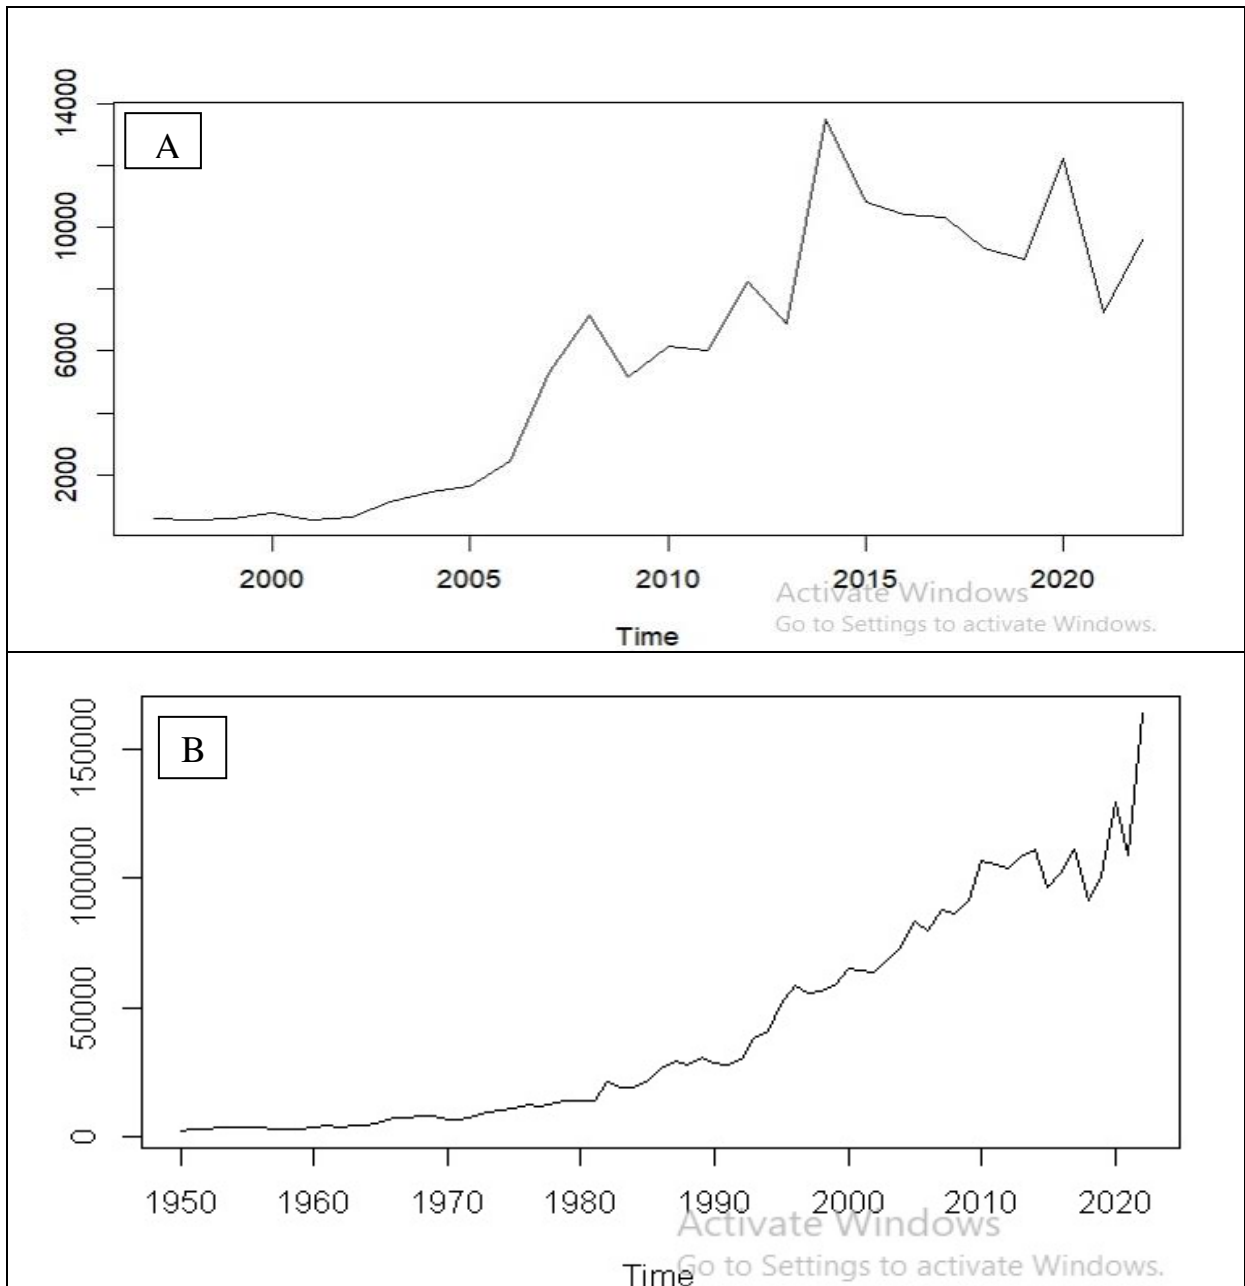 14000
A
10000
6000
2000
2000 2005 2010 2015 2020
Activate Windows
Go to Settings to activate Windows.
Time
150000
B
100000
50000
0
1950 1960 1970 1980 1990 2000 2010 2020
Activate Windows
Go to Settings to activate Windows.
Time